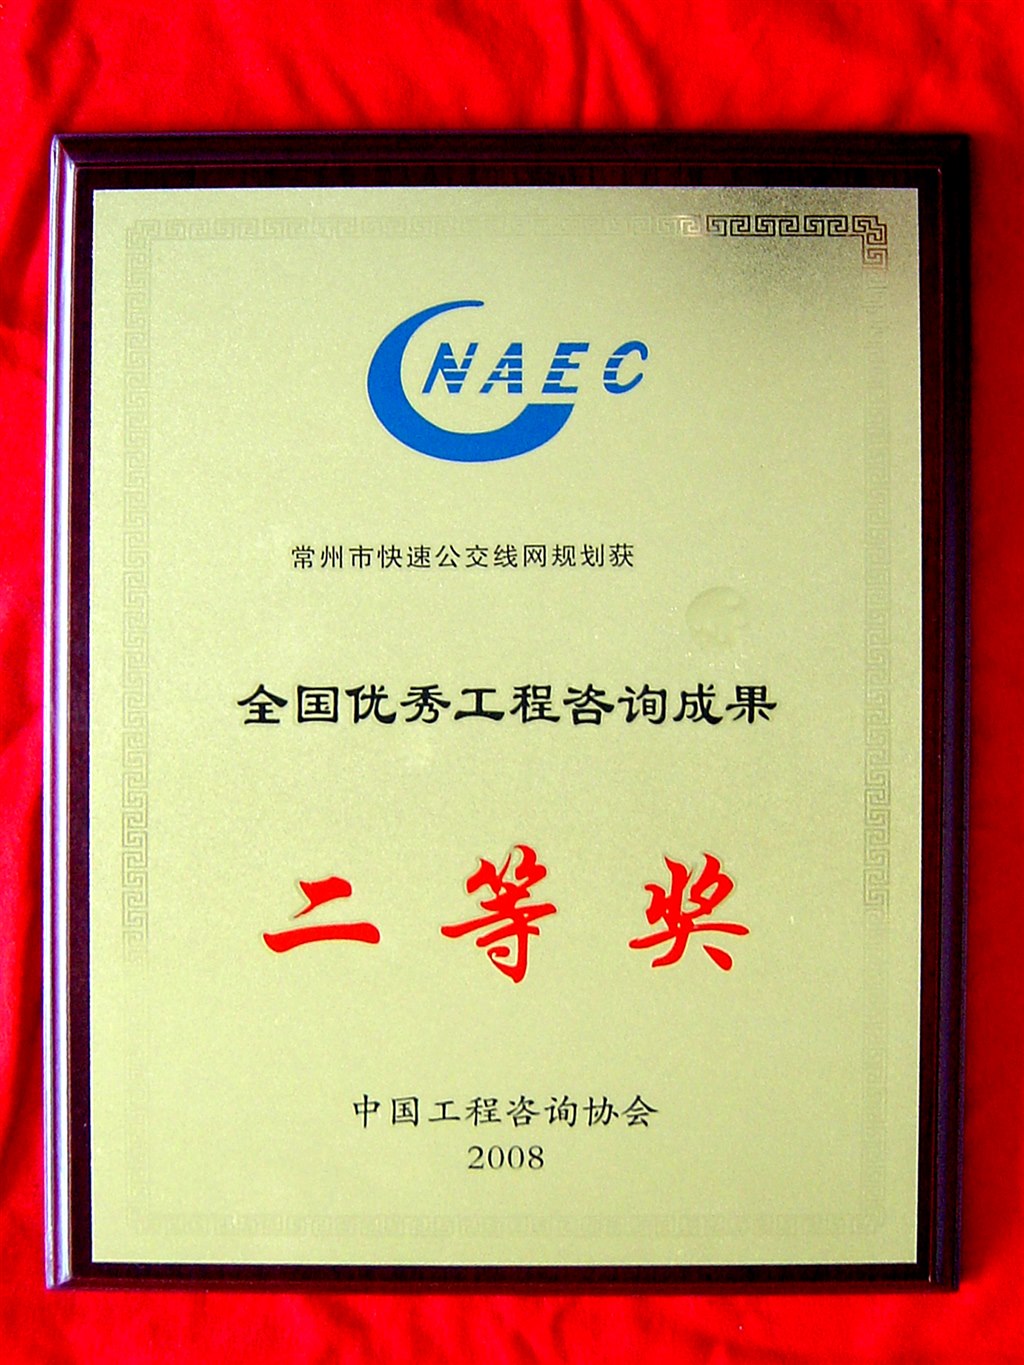 CNAEC
常州市快速公交线网规划获
全国优秀工程咨询成果
二等奖
中国工程咨询协会
2008